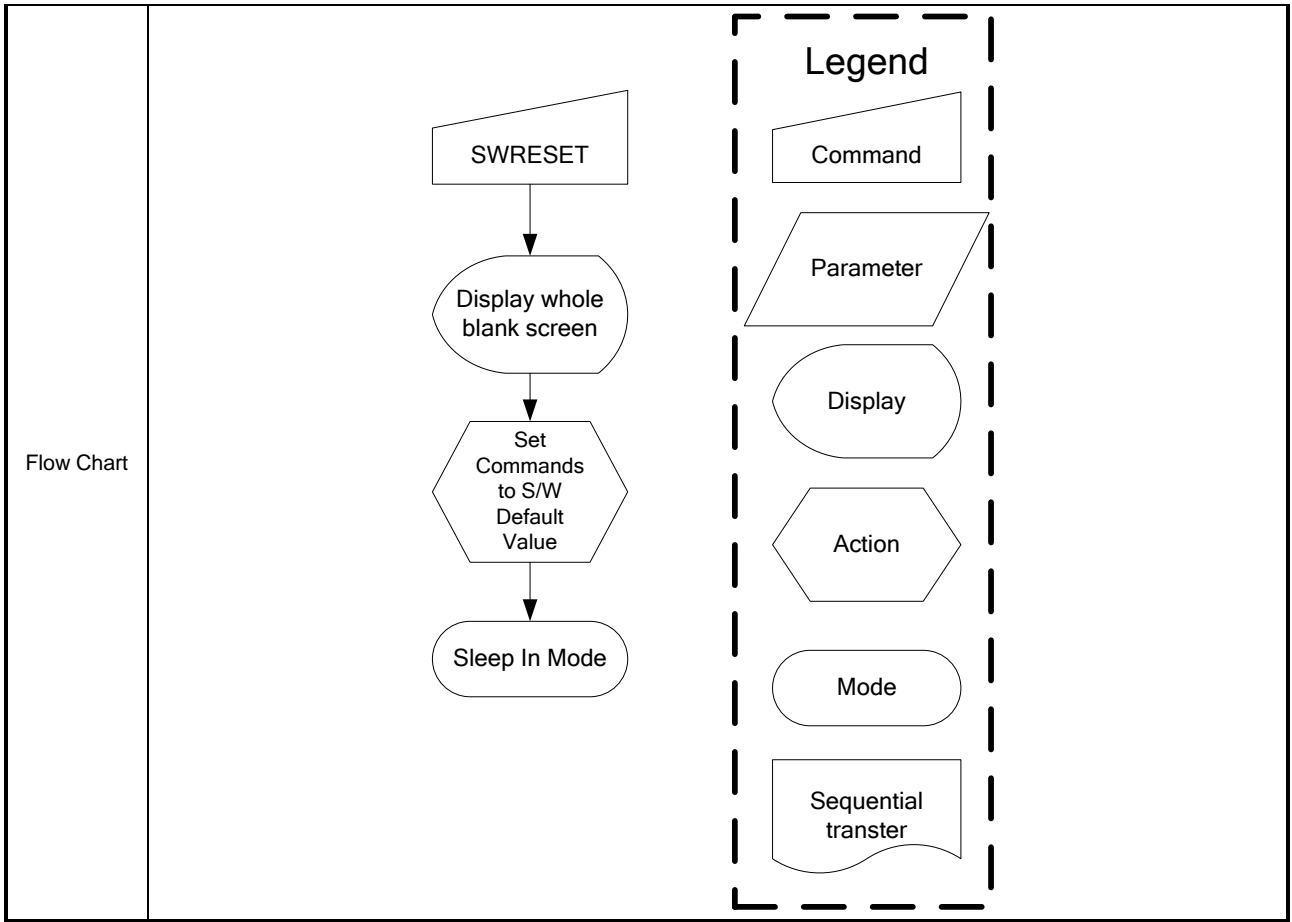 Flow Chart
SWRESET
Display whole
blank screen
Set
Commands
to S/W
Default
Value
Sleep In Mode
Legend
Command
Parameter
Display
Action
Mode
Sequential
transter